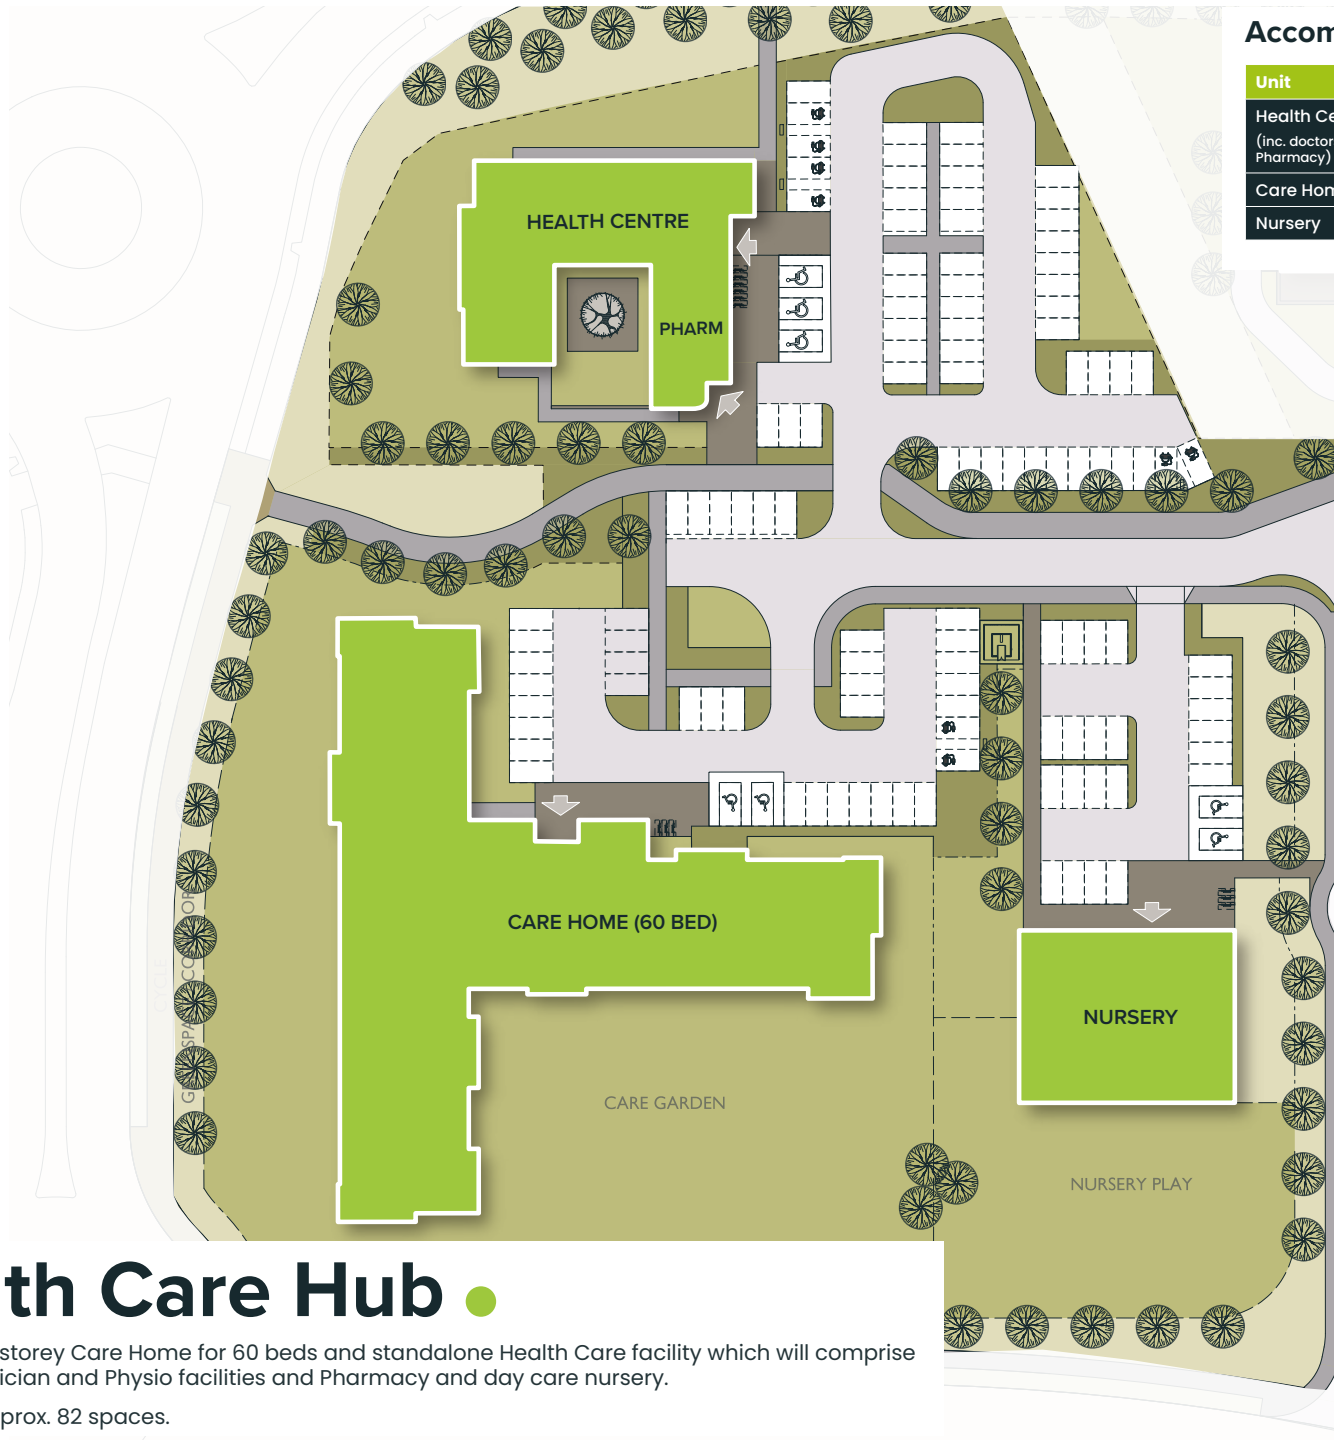 Accom
Unit
Health Ce
(inc. doctor
Pharmacy)
Care Hom
Nursery
HEALTH CENTRE
PHARM
CARE HOME (60 BED)
NURSERY
CARE GARDEN
NURSERY PLAY
CYCLE
th Care Hub
storey Care Home for 60 beds and standalone Health Care facility which will comprise
ician and Physio facilities and Pharmacy and day care nursery.
prox. 82 spaces.